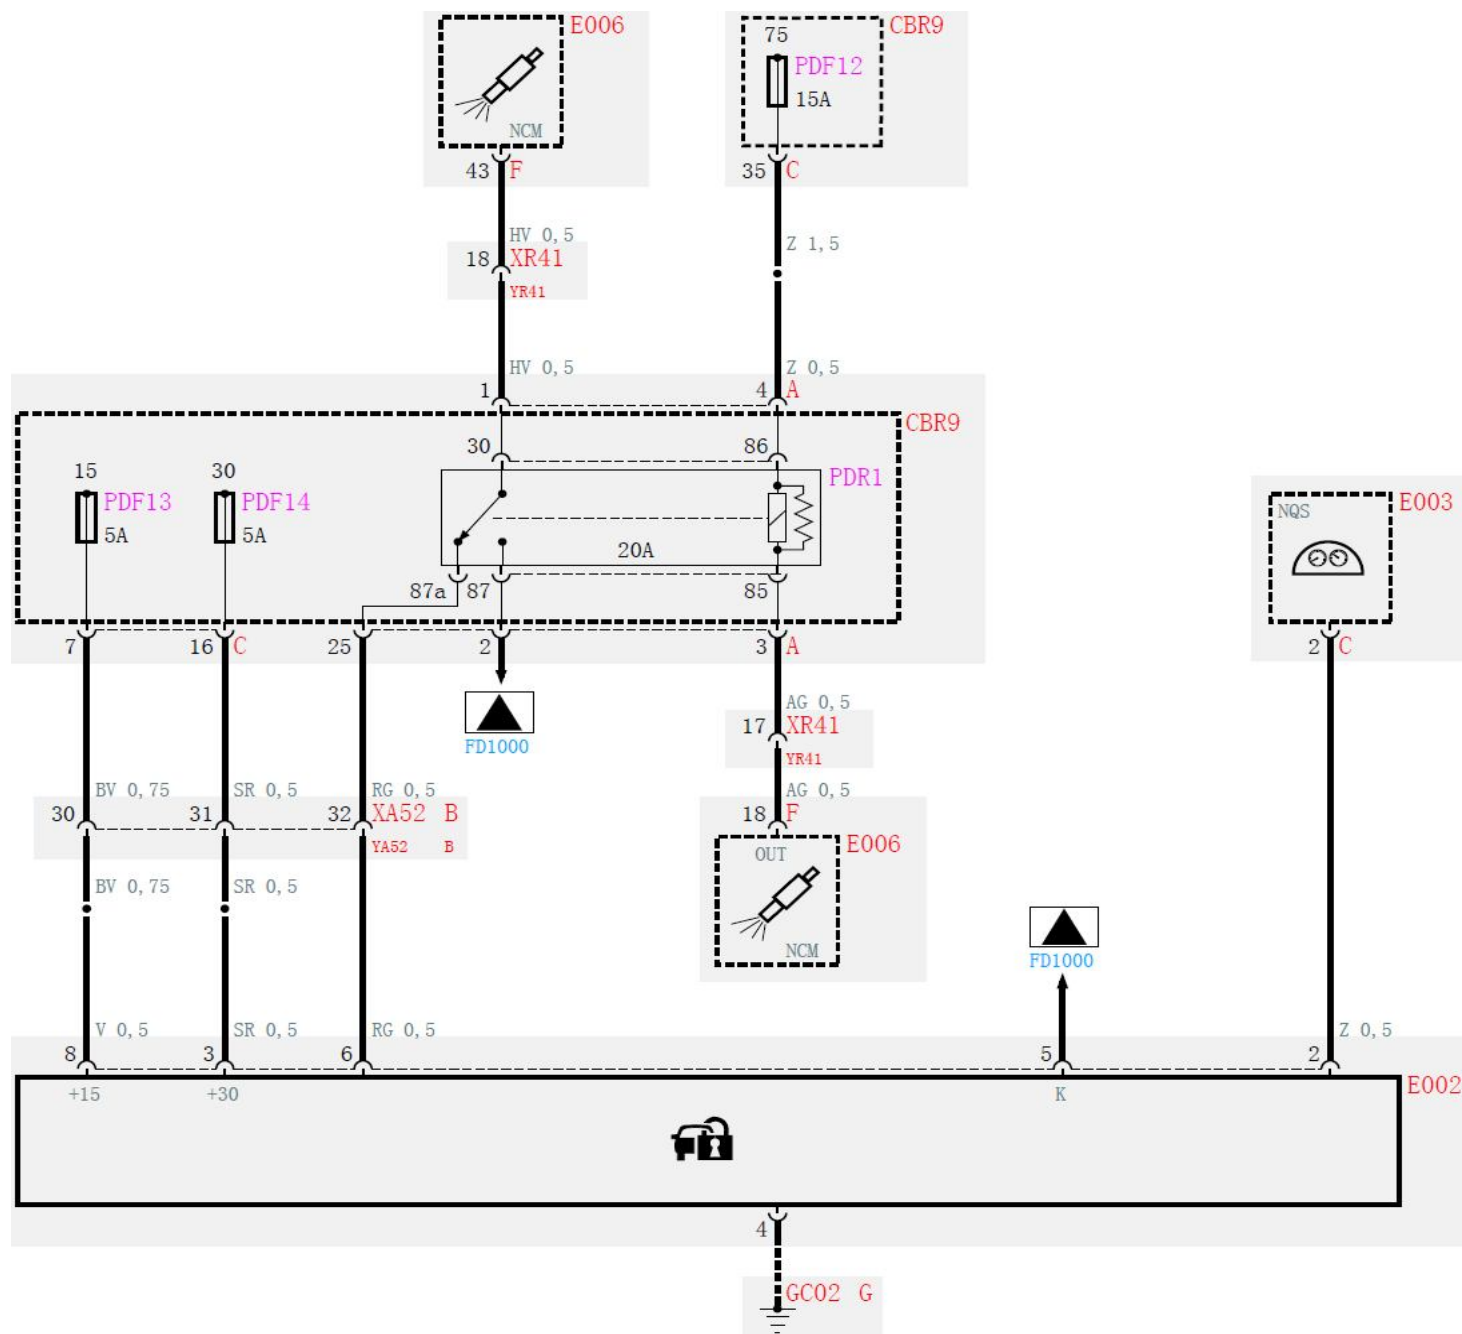 E006
NCM
43 F
CBR9
75
PDF12
15A
35 C
HV 0,5
18 XR41
YR41
HV 0,5
Z 1,5
Z 0,5
1
4 A
CBR9
15
PDF13
5A
30
PDF14
5A
30
86
PDR1
20A
87a 87
85
7
16 C
25
2
3 A
FD1000
E003
NQS
2 C
AG 0,5
17 XR41
YR41
AG 0,5
18 F
E006
OUT
NCM
BV 0,75
SR 0,5
RG 0,5
30
31
32 XA52 B
YA52 B
BV 0,75
SR 0,5
FD1000
V 0,5
SR 0,5
RG 0,5
Z 0,5
8
3
6
5
2
E002
+15
+30
K
4
GC02 G